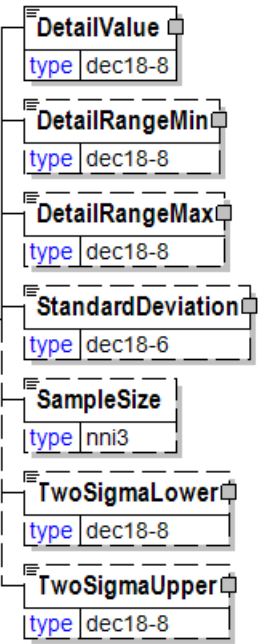 DetailValue
type dec18-8
DetailRangeMin
type dec18-8
DetailRangeMax
type dec18-8
StandardDeviation
type dec18-6
SampleSize
type nni3
TwoSigmaLower
type dec18-8
TwoSigmaUpper
type dec18-8